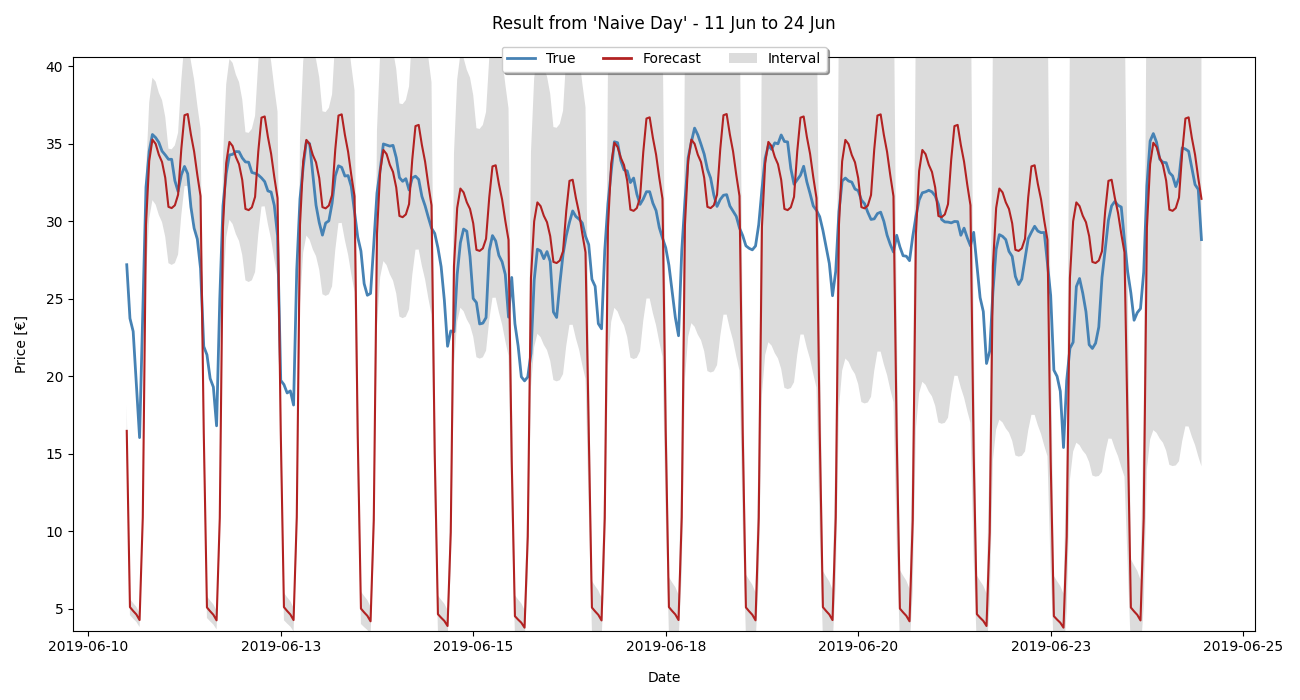 Result from 'Naive Day' - 11 Jun to 24 Jun
True Forecast Interval
40
35
30
25
20
15
10
5
Price [€]
2019-06-10 2019-06-13 2019-06-15 2019-06-18 2019-06-20 2019-06-23 2019-06-25
Date